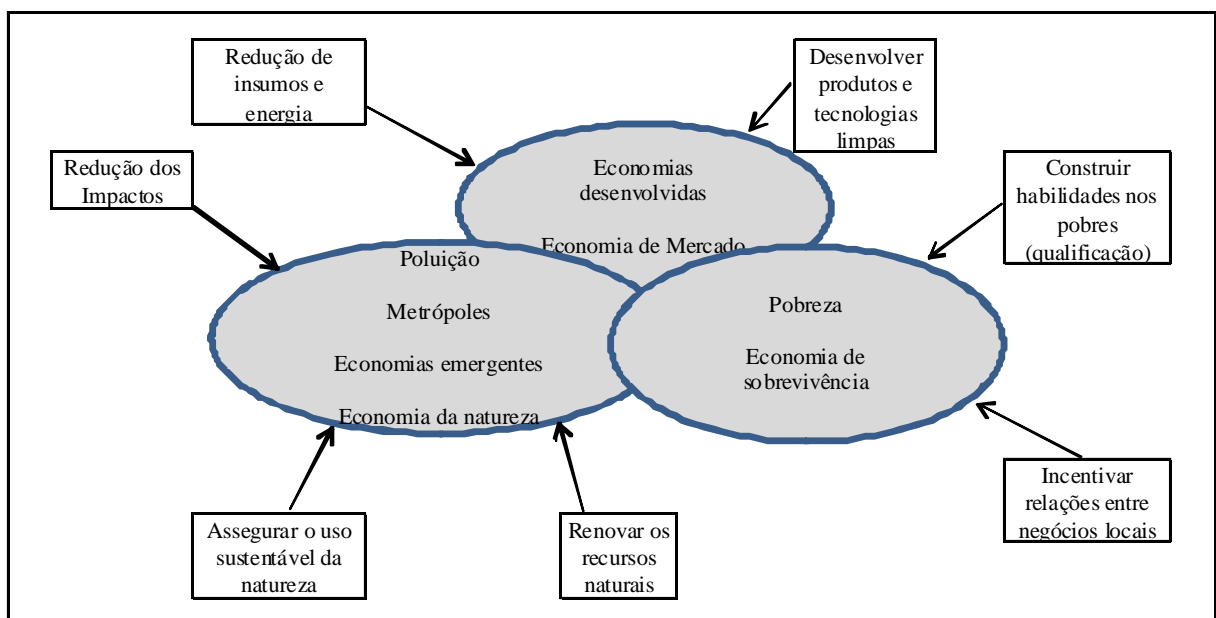 Redução de
insumos e
energia
Desenvolver
produtos e
tecnologias
limpas
Redução dos
Impactos
Economias
desenvolvidas
Economia de Mercado
Construir
habilidades nos
pobres
(qualificação)
Poluição
Metrópoles
Economias emergentes
Economia da natureza
Pobreza
Economia de
sobrevivência
Assegurar o uso
sustentável da
natureza
Renovar os
recursos
naturais
Incentivar
relações entre
negócios locais